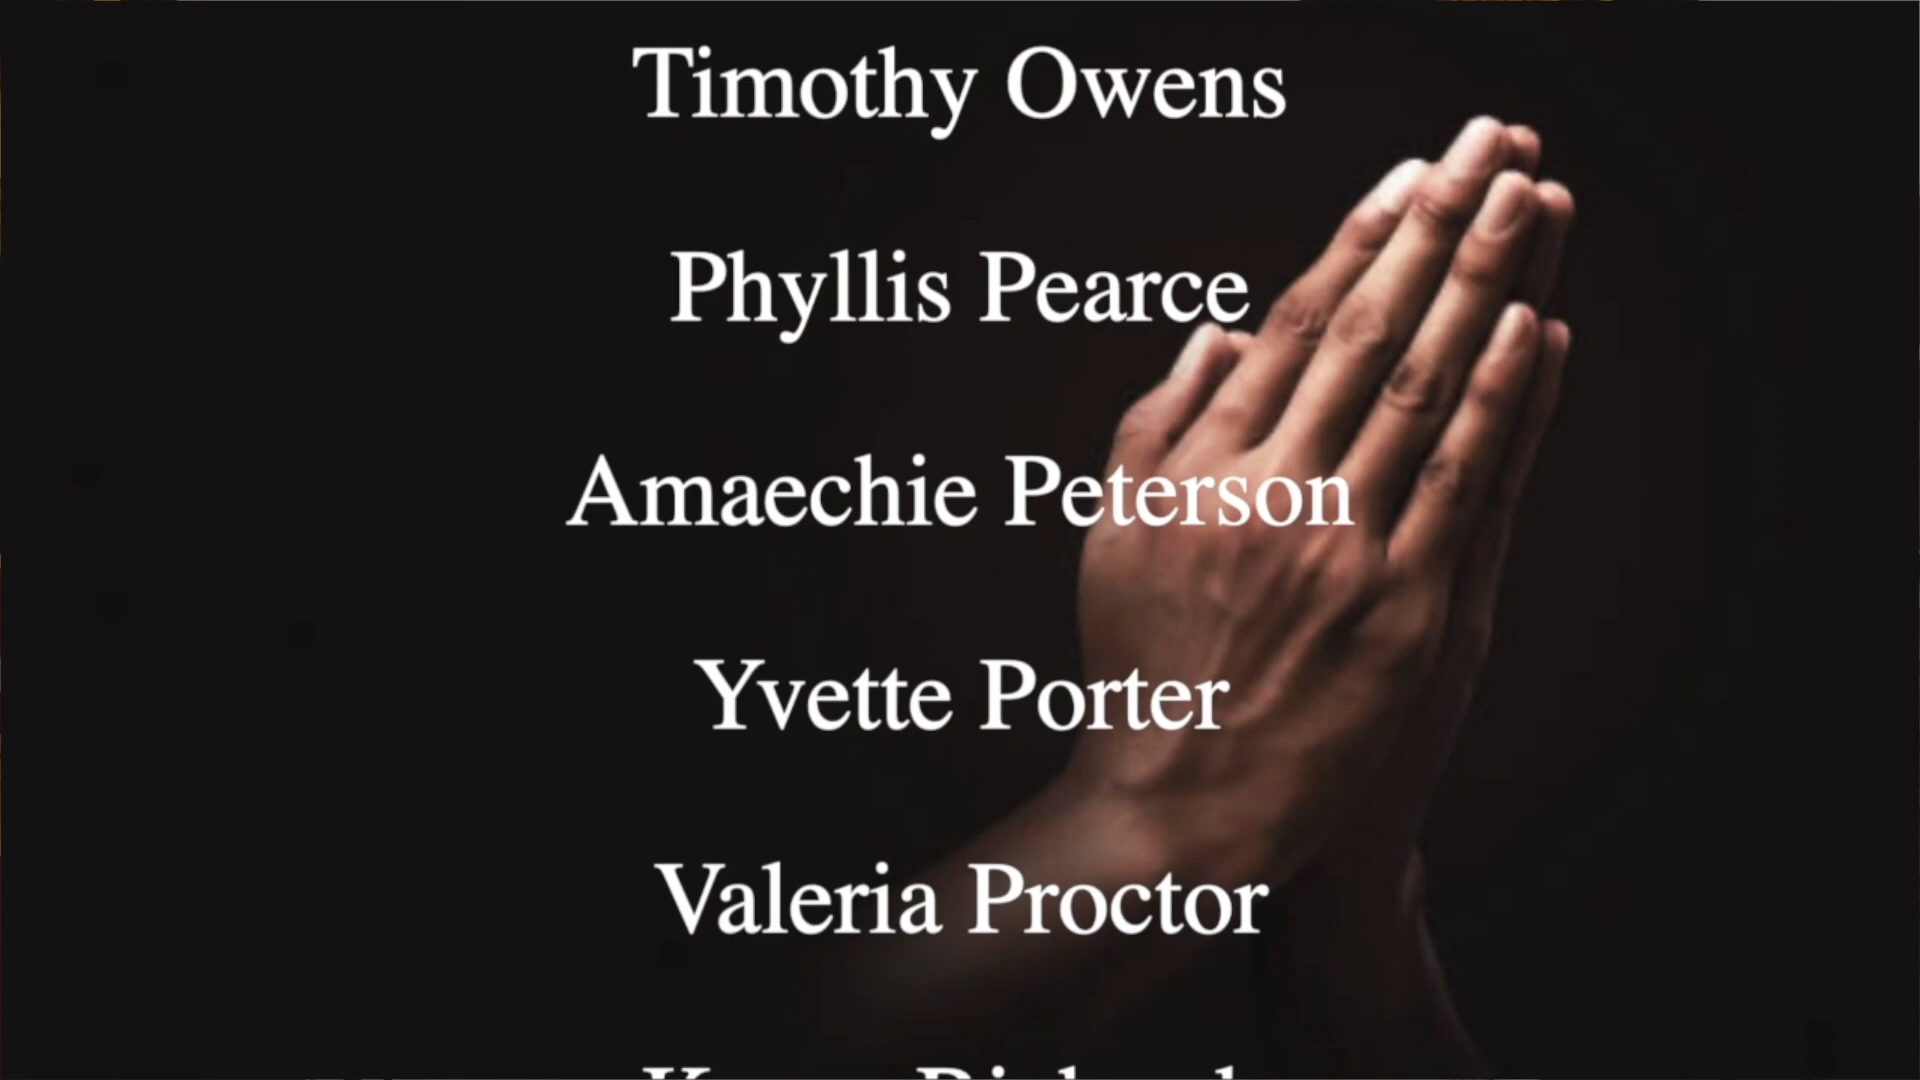 Timothy Owens
Phyllis Pearce
Amaechie Peterson
Yvette Porter
Valeria Proctor